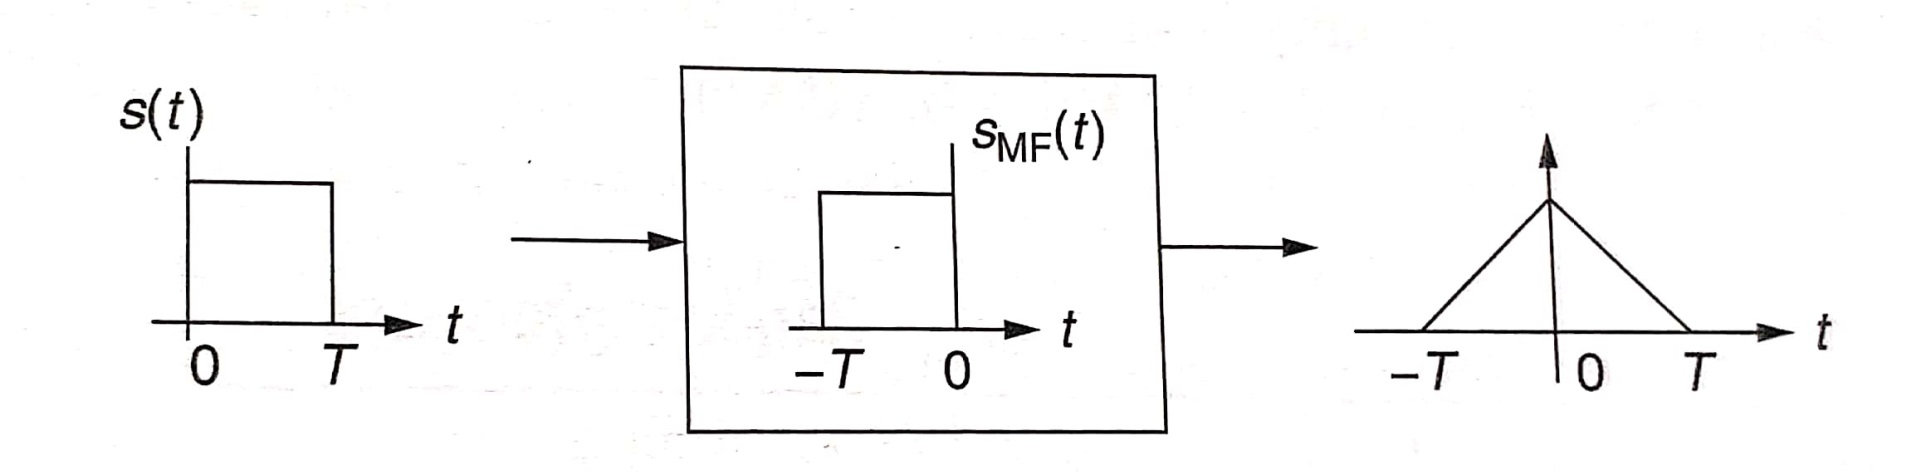 s(t)
t
0 T
sMF(t)
t
–T 0
t
–T 0 T